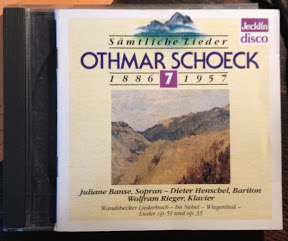 Sämtliche Lieder
Jecklin
disco
OTHMAR SCHOECK
1886 7 1957
Juliane Banse, Sopran – Dieter Henschel, Bariton
Wolfram Rieger, Klavier
Wandsbecker Liederbuch – Im Nebel – Wiegenlied –
Lieder op. 51 und op. 35